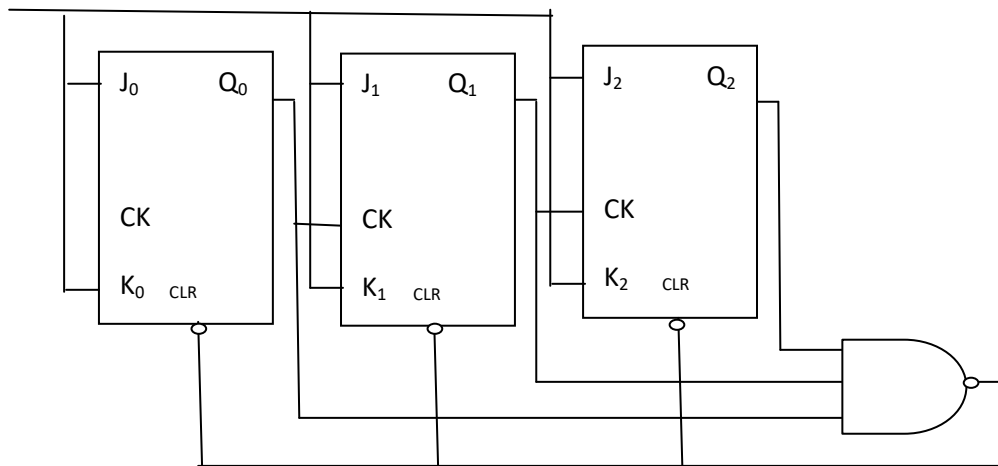 J₀ Q₀ J₁ Q₁ J₂ Q₂
CK CK CK
K₀ CLR K₁ CLR K₂ CLR